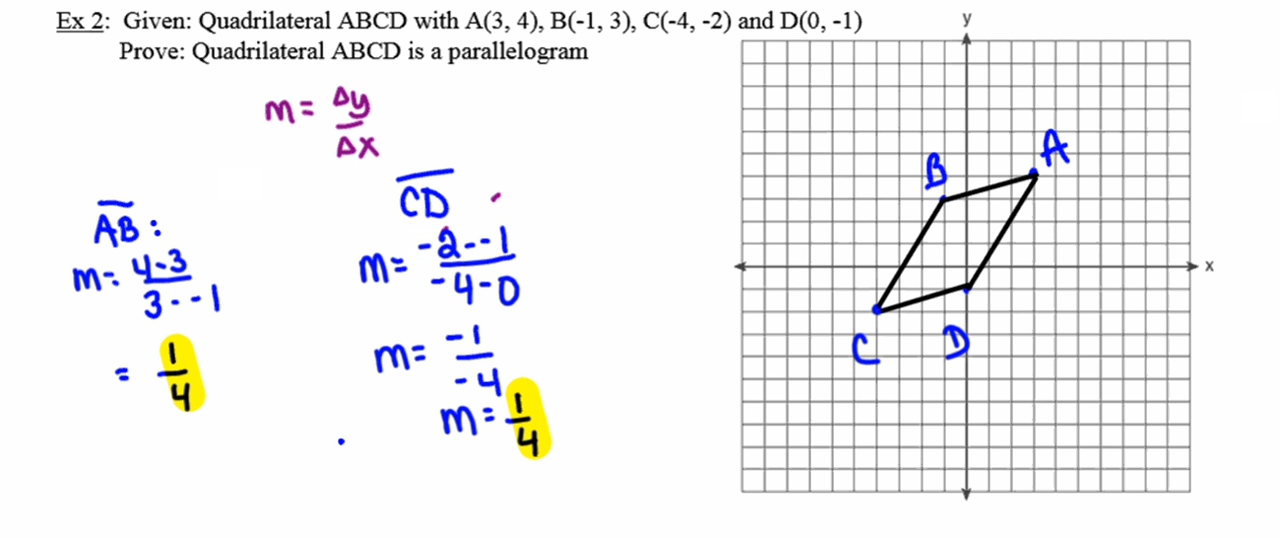 Ex 2: Given: Quadrilateral ABCD with A(3, 4), B(-1, 3), C(-4, -2) and D(0, -1)
Prove: Quadrilateral ABCD is a parallelogram
m = Δy/Δx
AB:
m = 4-3/3--1
= 1/4
CD
m = -2--1/-4-0
m = -1/-4
m = 1/4
y
A
B
x
C
D